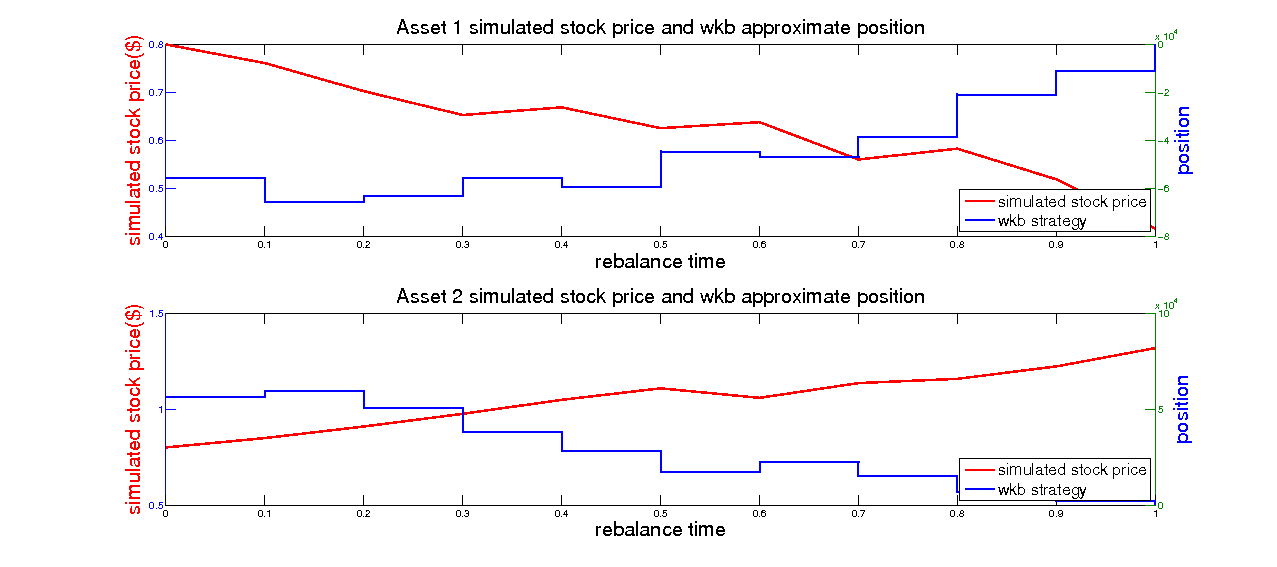 Asset 1 simulated stock price and wkb approximate position
x 10^4
simulated stock price($)
0.8
0.7
0.6
0.5
0.4
0
−2
−4
−6
−8
position
simulated stock price
wkb strategy
0 0.1 0.2 0.3 0.4 0.5 0.6 0.7 0.8 0.9 1
rebalance time
Asset 2 simulated stock price and wkb approximate position
x 10^4
simulated stock price($)
1.5
1
0.5
10
5
0
position
simulated stock price
wkb strategy
0 0.1 0.2 0.3 0.4 0.5 0.6 0.7 0.8 0.9 1
rebalance time